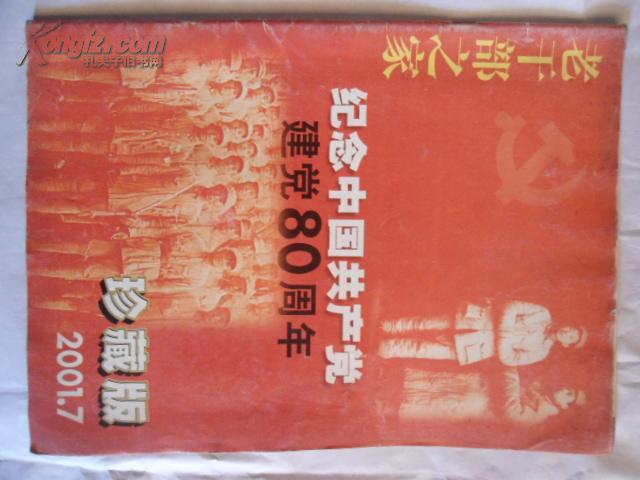 老干部之家
纪念中国共产党
建党80周年
珍藏版
2001.7
Kongfz.com
孔夫子旧书网